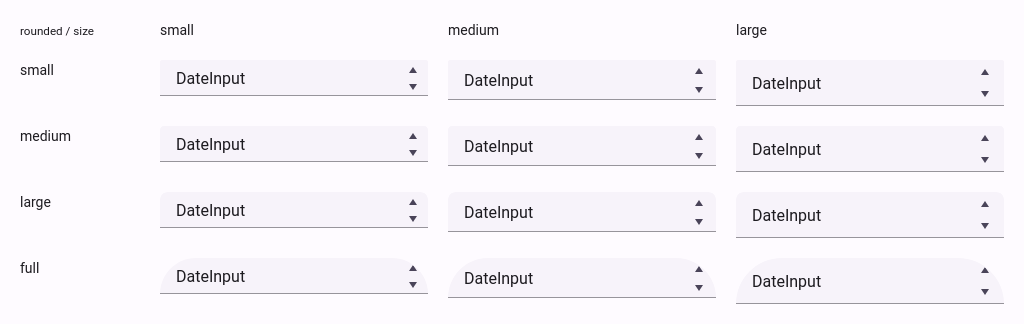 rounded / size small medium large
small DateInput DateInput DateInput
medium DateInput DateInput DateInput
large DateInput DateInput DateInput
full DateInput DateInput DateInput